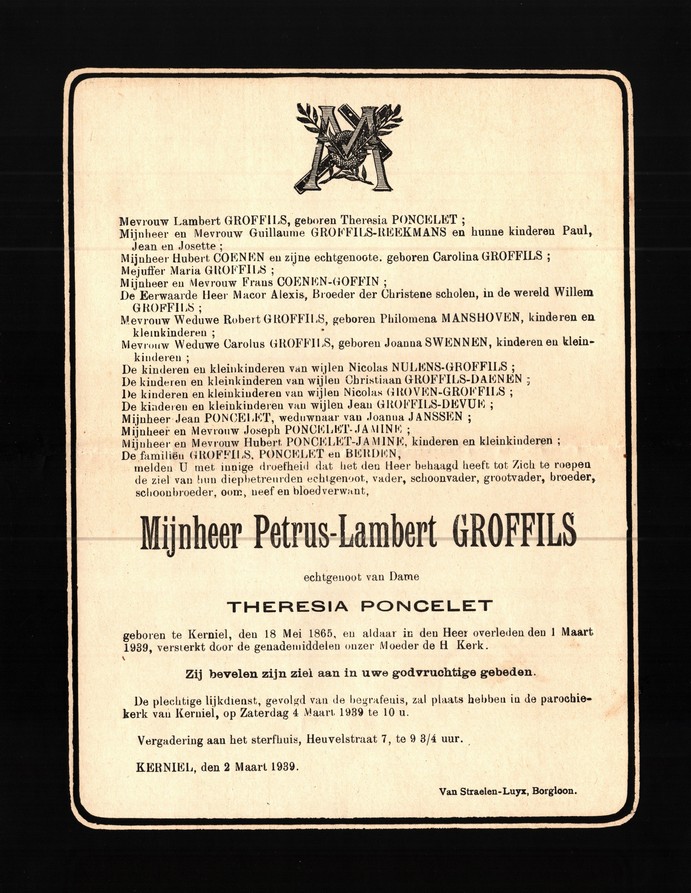 Mevrouw Lambert GROFFILS, geboren Theresia PONCELET ;
Mijnheer en Mevrouw Guillaume GROFFILS-REEKMANS en hunne kinderen Paul,
Jean en Josette ;
Mijnheer Hubert COENEN en zijne echtgenoote. geboren Carolina GROFFILS ;
Mejuffer Maria GROFFILS ;
Mijnheer en Mevrouw Frans COENEN-GOFFIN ;
De Eerwaarde Heer Macor Alexis, Broeder der Christene scholen, in de wereld Willem
GROFFILS ;
Mevrouw Weduwe Robert GROFFILS, geboren Philomena MANSHOVEN, kinderen en
kleinkinderen ;
Mevrouw Weduwe Carolus GROFFILS, geboren Joanna SWENNEN, kinderen en klein-
kinderen ;
De kinderen en kleinkinderen van wijlen Nicolas NULENS-GROFFILS ;
De kinderen en kleinkinderen van wijlen Christiaan GROFFILS-DAENEN ;
De kinderen en kleinkinderen van wijlen Nicolas GROVEN-GROFFILS ;
De kinderen en kleinkinderen van wijlen Jean GROFFILS-DEVUE ;
Mijnheer Jean PONCELET, weduwnaar van Joanna JANSSEN ;
Mijnheer en Mevrouw Joseph PONCELET-JAMINE ;
Mijnheer en Mevrouw Hubert PONCELET-JAMINE, kinderen en kleinkinderen ;
De familiën GROFFILS, PONCELET en BERDEN,
melden U met innige droefheid dat het den Heer behaagd heeft tot Zich te roepen
de ziel van hun diepbetreurden echtgenoot, vader, schoonvader, grootvader, broeder,
schoonbroeder, oom, neef en bloedverwant,
Mijnheer Petrus-Lambert GROFFILS
echtgenoot van Dame
THERESIA PONCELET
geboren te Kerniel, den 18 Mei 1865, en aldaar in den Heer overleden den 1 Maart
1939, versterkt door de genademiddelen onzer Moeder de H Kerk.
Zij bevelen zijn ziel aan in uwe godvruchtige gebeden.
De plechtige lijkdienst, gevolgd van de begrafenis, zal plaats hebben in de parochie-
kerk van Kerniel, op Zaterdag 4 Maart 1939 te 10 u.
Vergadering aan het sterfhuis, Heuvelstraat 7, te 9 3/4 uur.
KERNIEL, den 2 Maart 1939.
Van Straelen-Luyx, Borgloon.